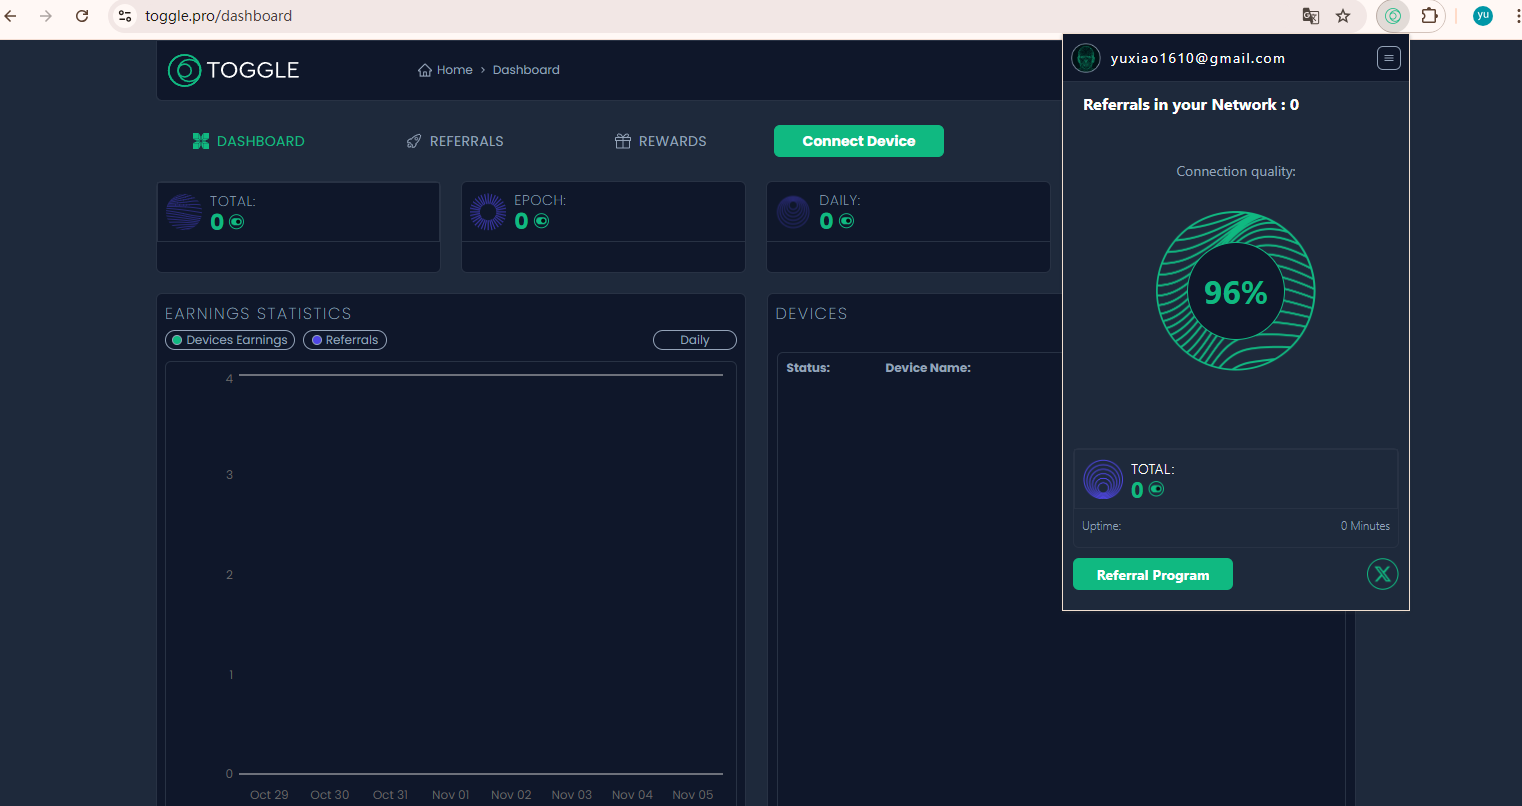 toggle.pro/dashboard
yu
TOGGLE
Home > Dashboard
yuxiao1610@gmail.com
Referrals in your Network : 0
DASHBOARD
REFERRALS
REWARDS
Connect Device
Connection quality:
96%
TOTAL:
0
EPOCH:
0
DAILY:
0
EARNINGS STATISTICS
Devices Earnings
Referrals
Daily
4
3
2
1
0
Oct 29 Oct 30 Oct 31 Nov 01 Nov 02 Nov 03 Nov 04 Nov 05
DEVICES
Status: Device Name:
TOTAL:
0
Uptime: 0 Minutes
Referral Program